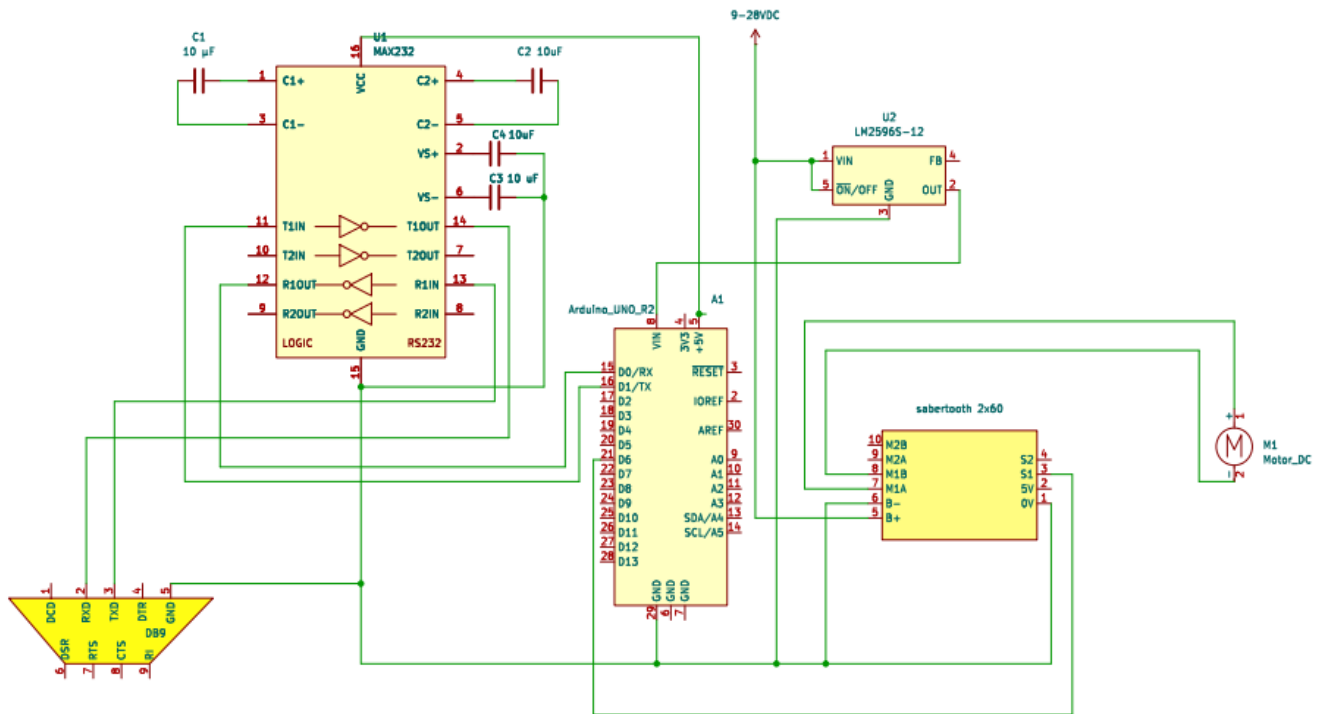 9-28VDC
C1
10 µF
U1
MAX232
C2 10uF
16
VCC
1 C1+
C2+ 4
3 C1-
C2- 5
C4 10uF
VS+ 2
C3 10 uF
VS- 6
11 T1IN
T1OUT 14
10 T2IN
T2OUT 7
12 R1OUT
R1IN 13
9 R2OUT
R2IN 8
LOGIC
GND
RS232
15
U2
LM2596S-12
1 VIN
FB 4
5 ON/OFF
GND
OUT 2
3
Arduino_UNO_R2
A1
8 4 5
VIN 3V3 +5V
15 D0/RX
RESET 3
16 D1/TX
17 D2
IOREF 2
18 D3
19 D4
AREF 30
20 D5
21 D6
A0 9
22 D7
A1 10
23 D8
A2 11
24 D9
A3 12
25 D10
SDA/A4 13
26 D11
SCL/A5 14
27 D12
28 D13
GND GND GND
29 6 7
sabertooth 2x60
10 M2B
9 M2A
S2 4
8 M1B
S1 3
7 M1A
5V 2
6 B-
0V 1
5 B+
+ 1
M
M1
Motor_DC
- 2
1 2 3 4 5
DCD RXD TXD DTR GND
DB9
DSR RTS CTS RI
6 7 8 9